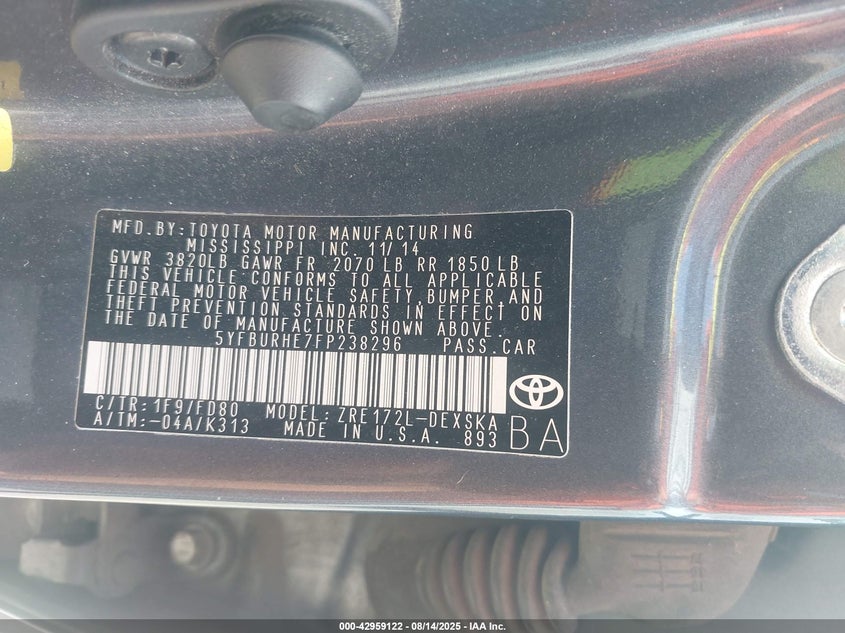 MFD.BY:TOYOTA MOTOR MANUFACTURING
MISSISSIPPI INC. 11/14
GVWR 3820LB GAWR FR 2070 LB RR 1850 LB
THIS VEHICLE CONFORMS TO ALL APPLICABLE
FEDERAL MOTOR VEHICLE SAFETY,BUMPER,AND
THEFT PREVENTION STANDARDS IN EFFECT ON
THE DATE OF MANUFACTURE SHOWN ABOVE.
5YFBURHE7FP238296 PASS.CAR
C/TR:1F9/FD80 MODEL:ZRE172L-DEXSKA
A/TM:-04A/K313 MADE IN U.S.A. 893
BA
000-42959122 - 08/14/2025 - IAA Inc.